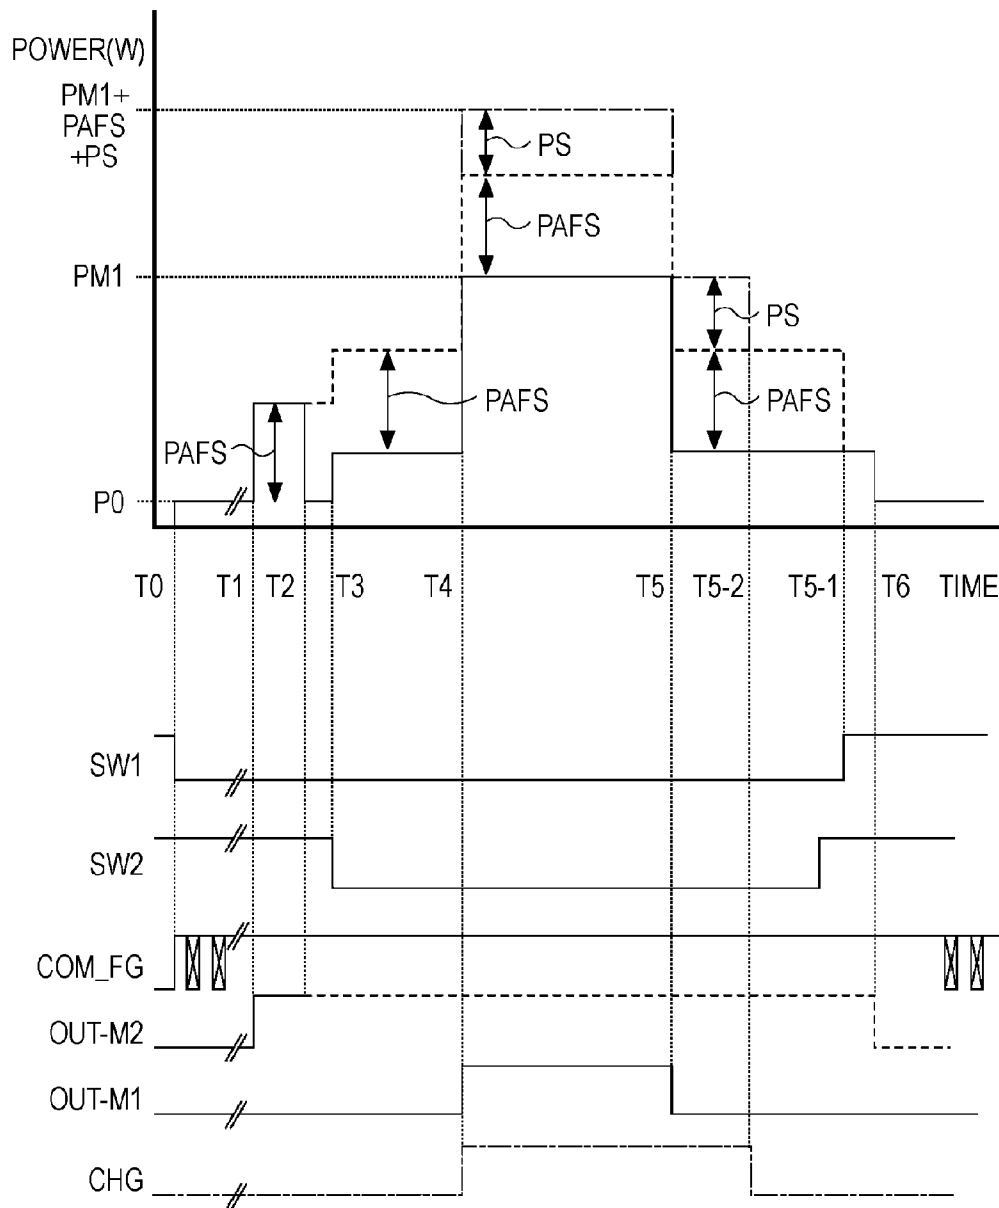 POWER(W)
PM1+
PAFS
+PS
PS
PAFS
PM1
PS
PAFS
PAFS
PAFS
P0
T0 T1 T2 T3 T4 T5 T5-2 T5-1 T6 TIME
SW1
SW2
COM_FG
OUT-M2
OUT-M1
CHG